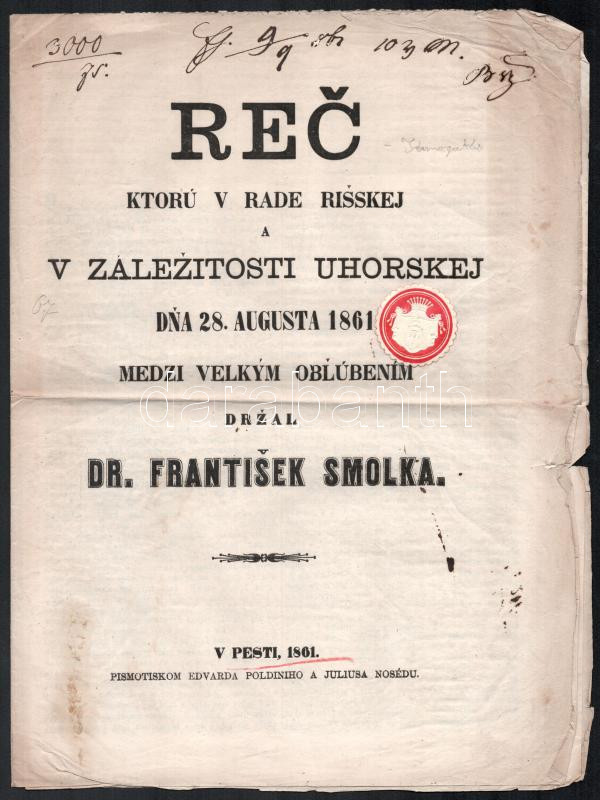 3000
REČ
KTORÚ V RADE RIŠSKEJ
A
V ZÁLEŽITOSTI UHORSKEJ
DŇA 28. AUGUSTA 1861
MEDZI VELKÝM OBĽÚBENÍM
DRŽAL
DR. FRANTIŠEK SMOLKA.
V PESTI, 1861.
PISMOTISKOM EDVARDA POLDINIHO A JULIUSA NOSÉDU.
darabanth